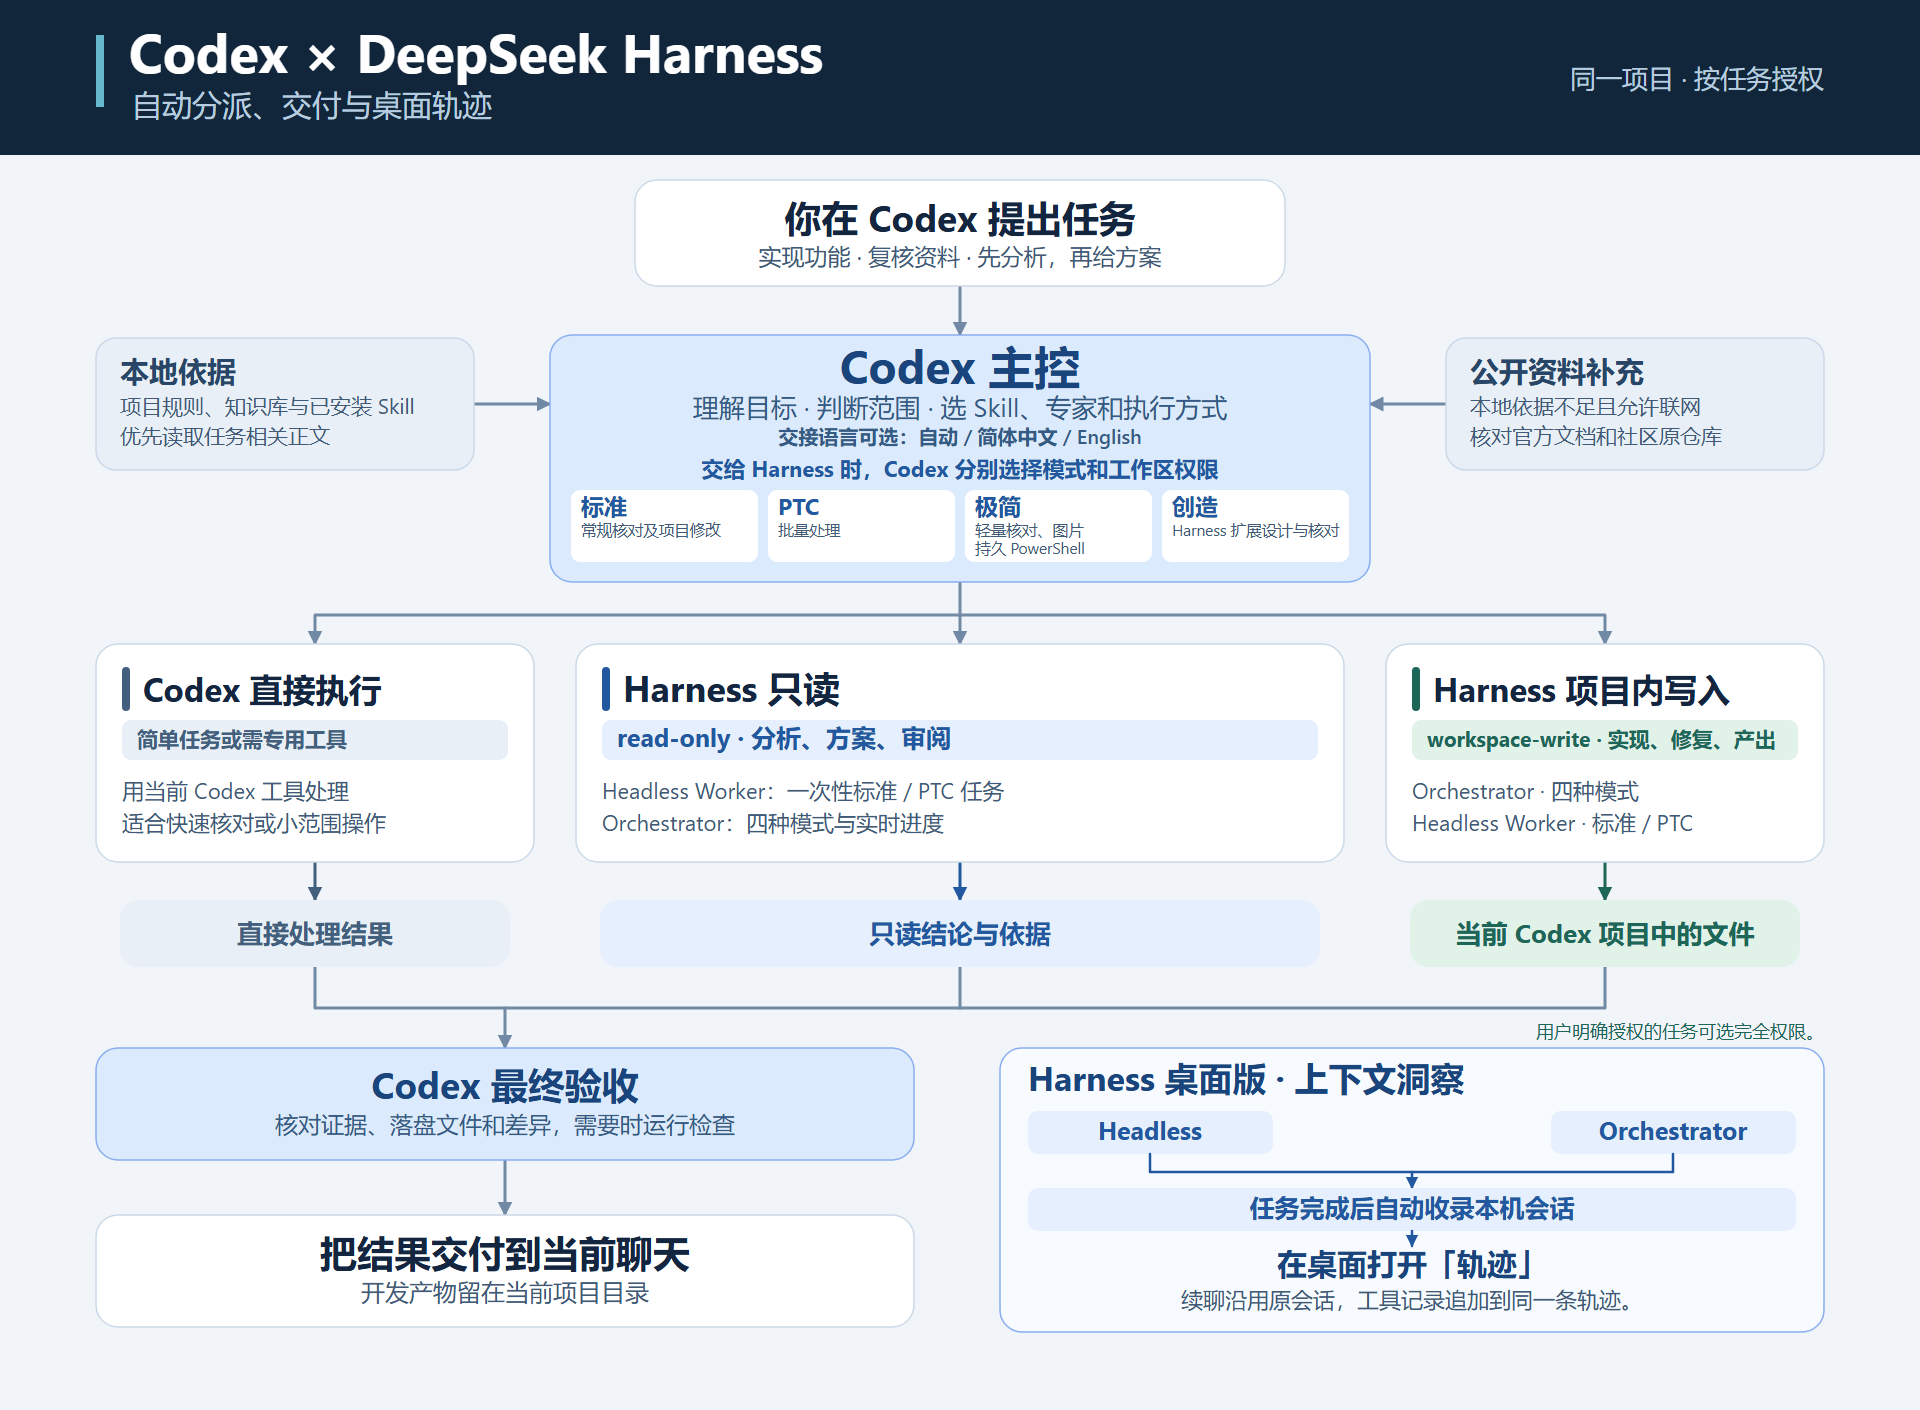 Codex × DeepSeek Harness
自动分派、交付与桌面轨迹
同一项目 · 按任务授权
你在 Codex 提出任务
实现功能 · 复核资料 · 先分析，再给方案
本地依据
项目规则、知识库与已安装 Skill
优先读取任务相关正文
Codex 主控
理解目标 · 判断范围 · 选 Skill、专家和执行方式
交接语言可选：自动 / 简体中文 / English
交给 Harness 时，Codex 分别选择模式和工作区权限
标准
常规核对及项目修改
PTC
批量处理
极简
轻量核对、图片
持久 PowerShell
创造
Harness 扩展设计与核对
公开资料补充
本地依据不足且允许联网
核对官方文档和社区原仓库
Codex 直接执行
简单任务或需专用工具
用当前 Codex 工具处理
适合快速核对或小范围操作
Harness 只读
read-only · 分析、方案、审阅
Headless Worker：一次性标准 / PTC 任务
Orchestrator：四种模式与实时进度
Harness 项目内写入
workspace-write · 实现、修复、产出
Orchestrator · 四种模式
Headless Worker · 标准 / PTC
直接处理结果
只读结论与依据
当前 Codex 项目中的文件
用户明确授权的任务可选完全权限。
Codex 最终验收
核对证据、落盘文件和差异，需要时运行检查
把结果交付到当前聊天
开发产物留在当前项目目录
Harness 桌面版 · 上下文洞察
Headless
Orchestrator
任务完成后自动收录本机会话
在桌面打开「轨迹」
续聊沿用原会话，工具记录追加到同一条轨迹。